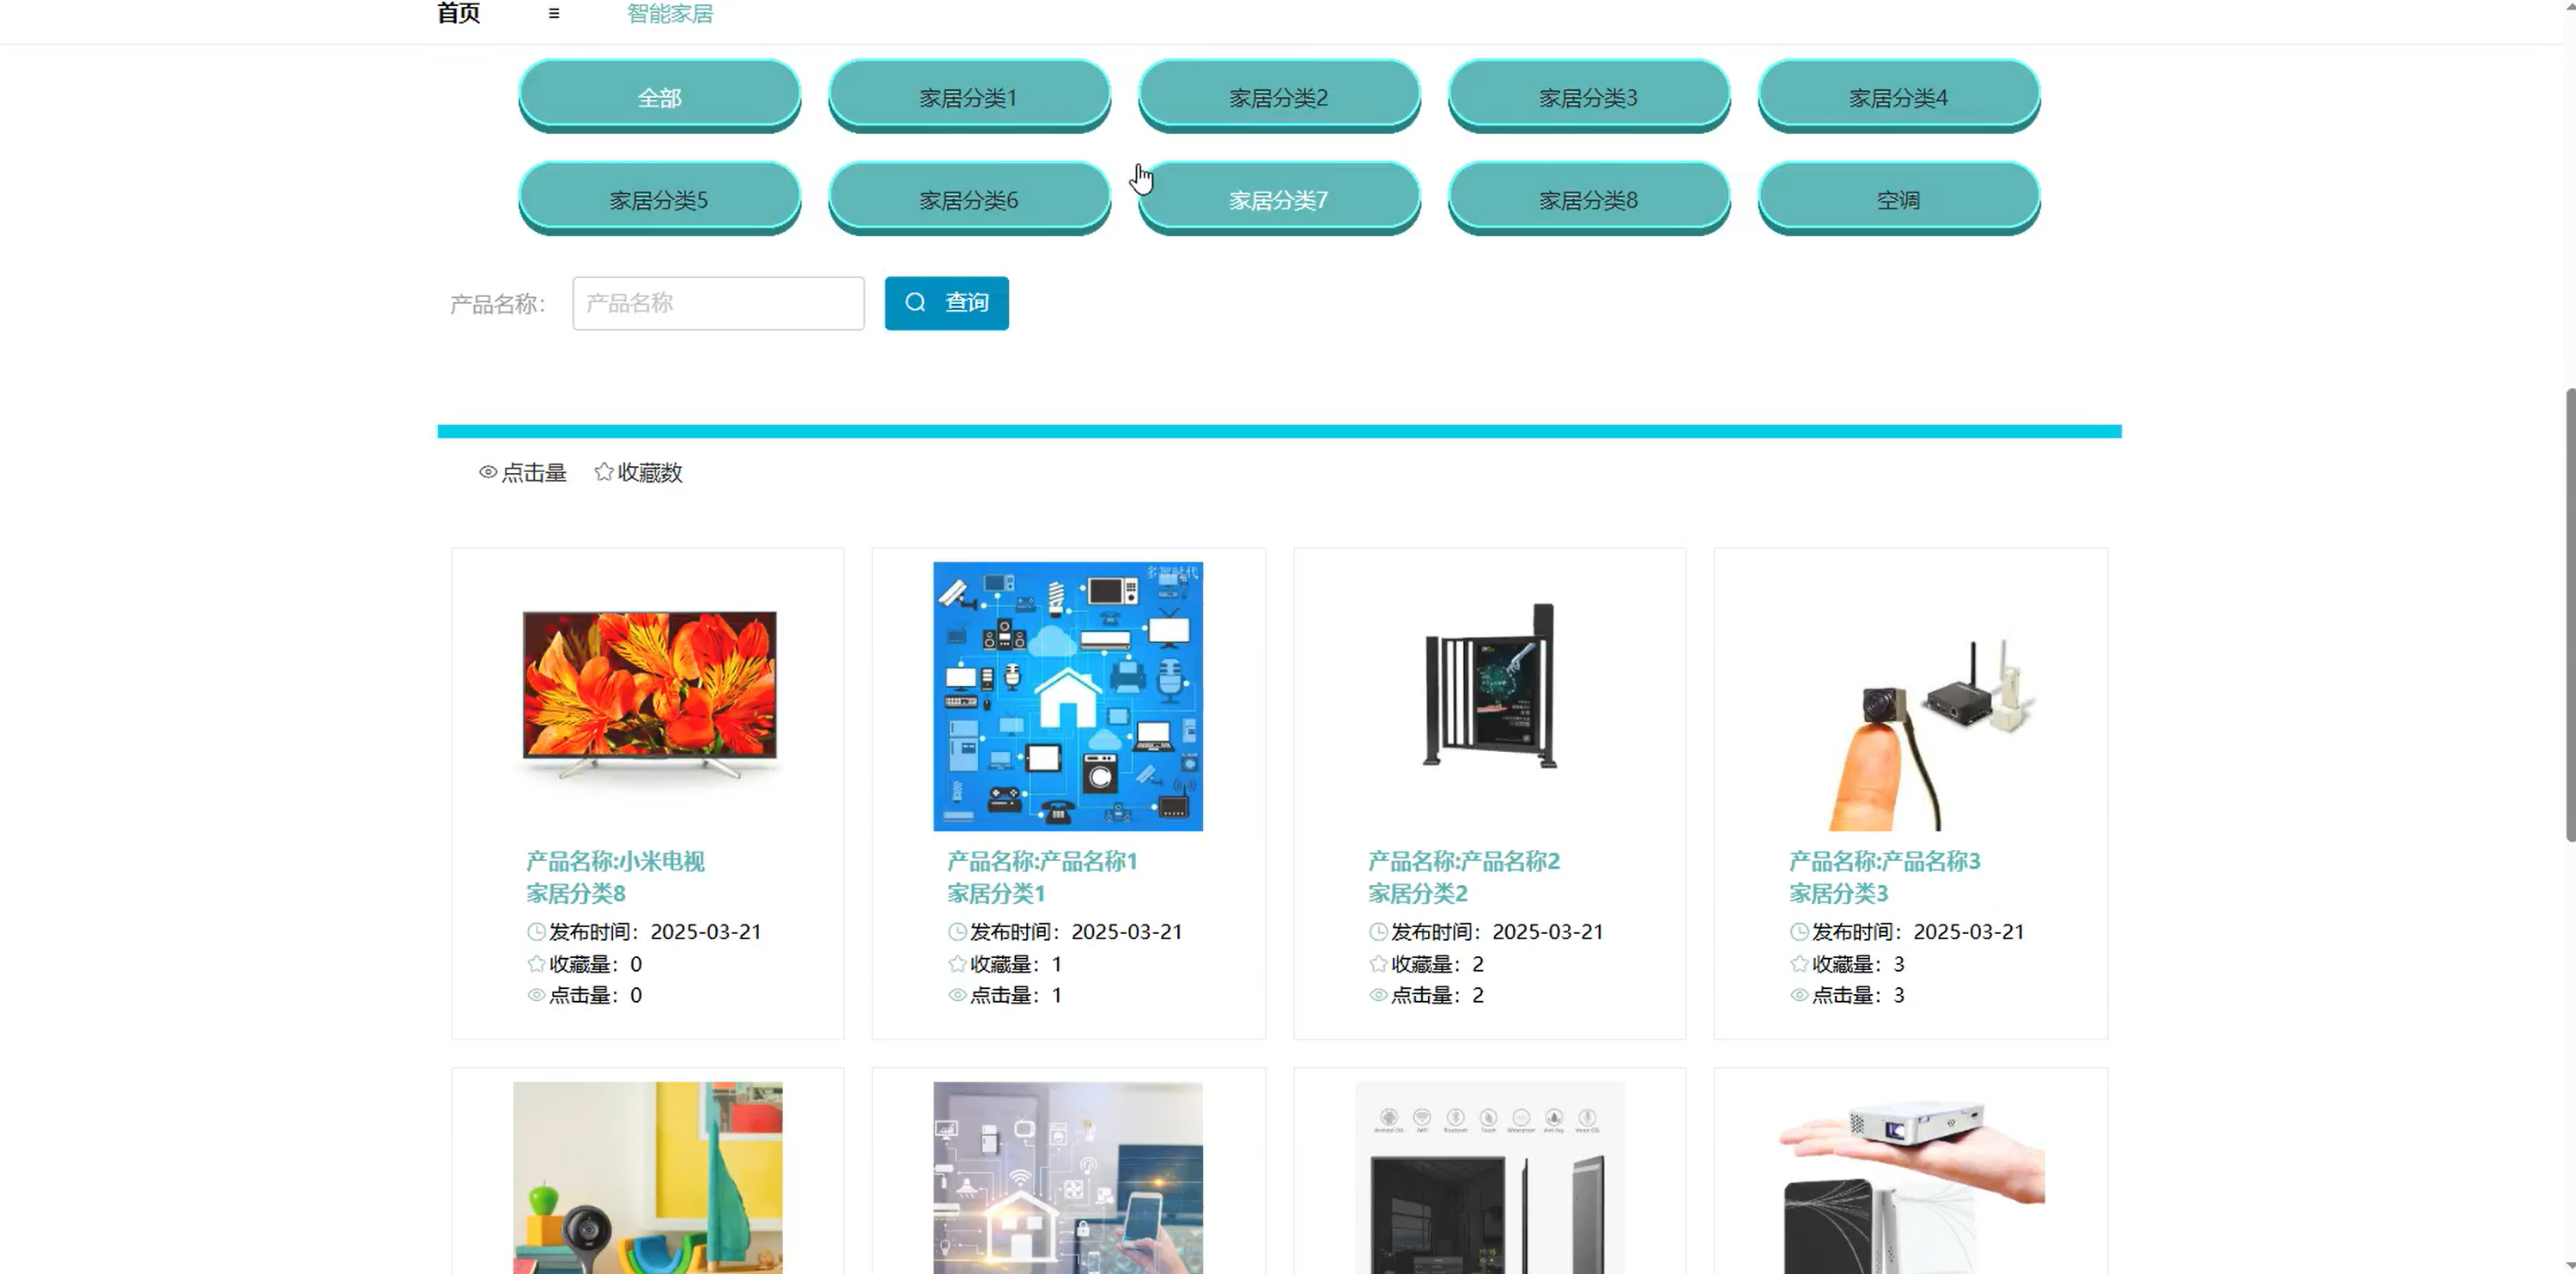 首页 ≡ 智能家居
全部 家居分类1 家居分类2 家居分类3 家居分类4
家居分类5 家居分类6 家居分类7 家居分类8 空调
产品名称： 产品名称 查询
点击量 收藏数
多智时代
产品名称:小米电视
家居分类8
发布时间：2025-03-21
收藏量：0
点击量：0
产品名称:产品名称1
家居分类1
发布时间：2025-03-21
收藏量：1
点击量：1
产品名称:产品名称2
家居分类2
发布时间：2025-03-21
收藏量：2
点击量：2
产品名称:产品名称3
家居分类3
发布时间：2025-03-21
收藏量：3
点击量：3